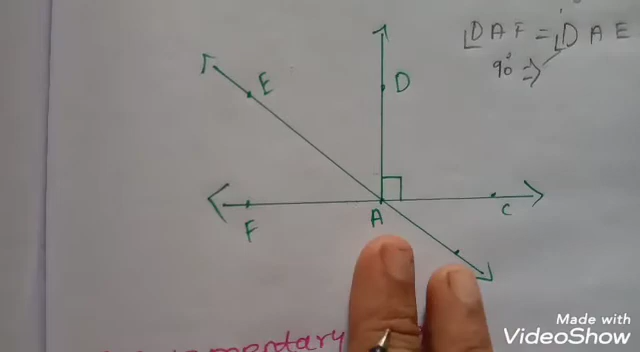 ∠DAF = ∠DAE
90° ⇒
E
D
F
A
C
mentary
Made with
VideoShow